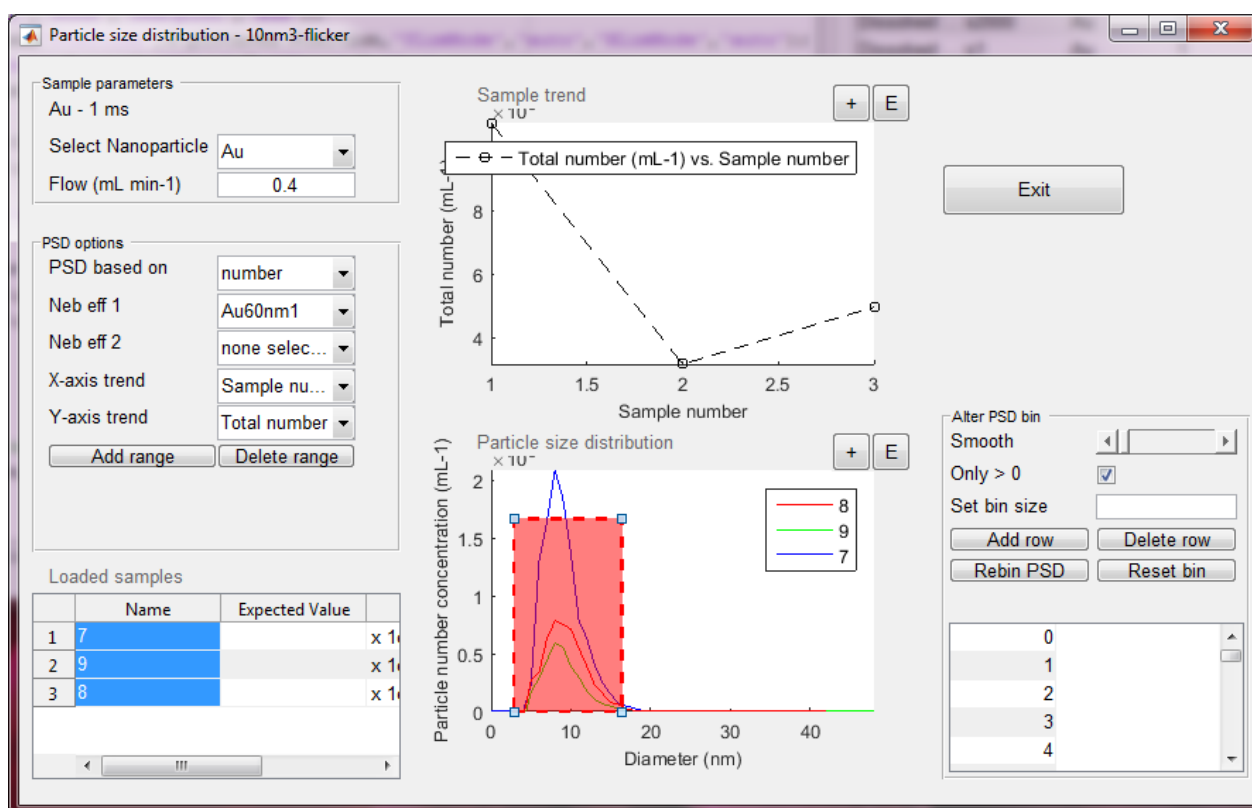 Particle size distribution - 10nm3-flicker
Sample parameters
Au - 1 ms
Select Nanoparticle Au
Flow (mL min-1) 0.4
PSD options
PSD based on number
Neb eff 1 Au60nm1
Neb eff 2 none selec...
X-axis trend Sample nu...
Y-axis trend Total number
Add range Delete range
Loaded samples
Name Expected Value
1 7 x 1
2 9 x 1
3 8 x 1
Sample trend
+ E
Total number (mL-1) vs. Sample number
Total number (mL-
8
6
4
1 1.5 2 2.5 3
Sample number
Particle size distribution
+ E
Particle number concentration (mL-1)
2
1.5
1
0.5
0
8
9
7
0 10 20 30 40
Diameter (nm)
Exit
Alter PSD bin
Smooth
Only > 0
Set bin size
Add row Delete row
Rebin PSD Reset bin
0
1
2
3
4